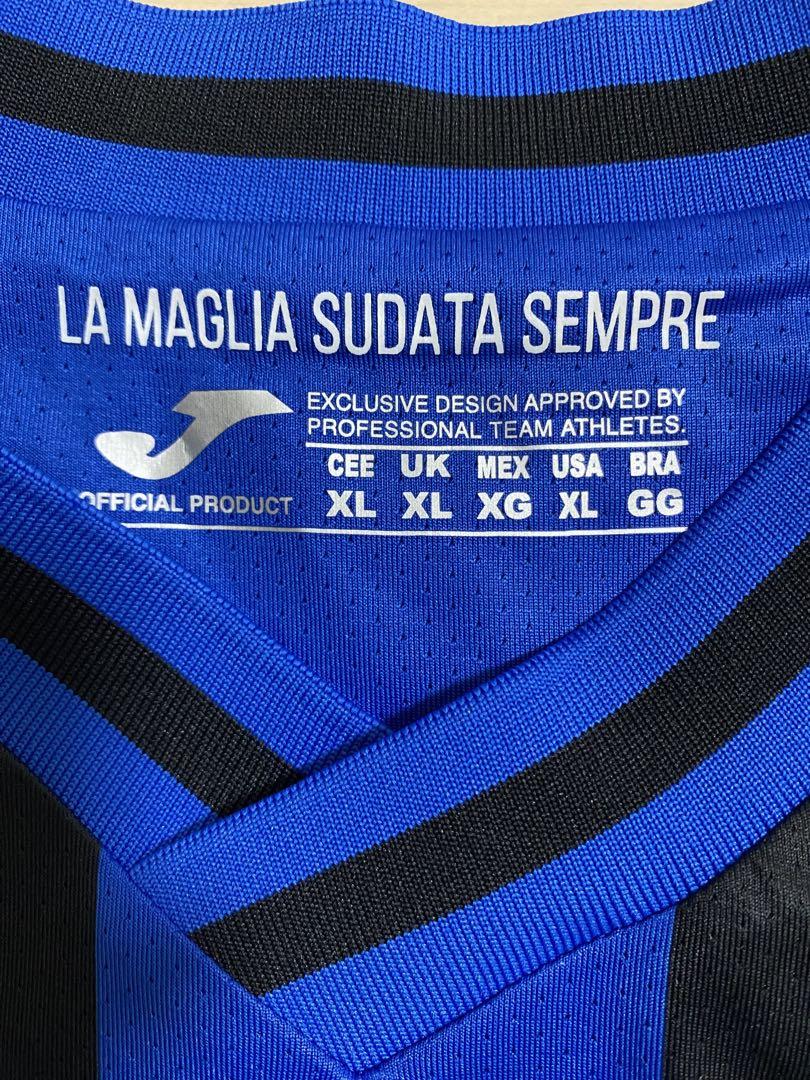 LA MAGLIA SUDATA SEMPRE
EXCLUSIVE DESIGN APPROVED BY
PROFESSIONAL TEAM ATHLETES.
CEE UK MEX USA BRA
OFFICIAL PRODUCT XL XL XG XL GG